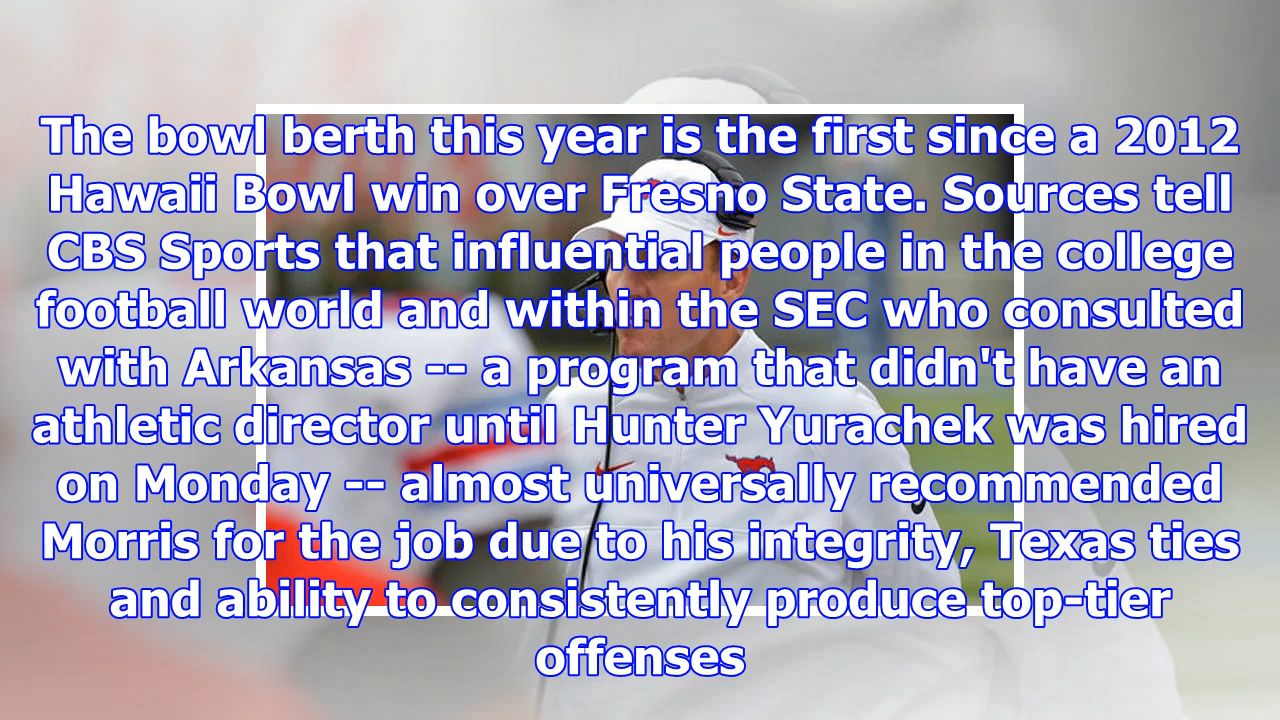 The bowl berth this year is the first since a 2012
Hawaii Bowl win over Fresno State. Sources tell
CBS Sports that influential people in the college
football world and within the SEC who consulted
with Arkansas -- a program that didn't have an
athletic director until Hunter Yurachek was hired
on Monday -- almost universally recommended
Morris for the job due to his integrity, Texas ties
and ability to consistently produce top-tier
offenses